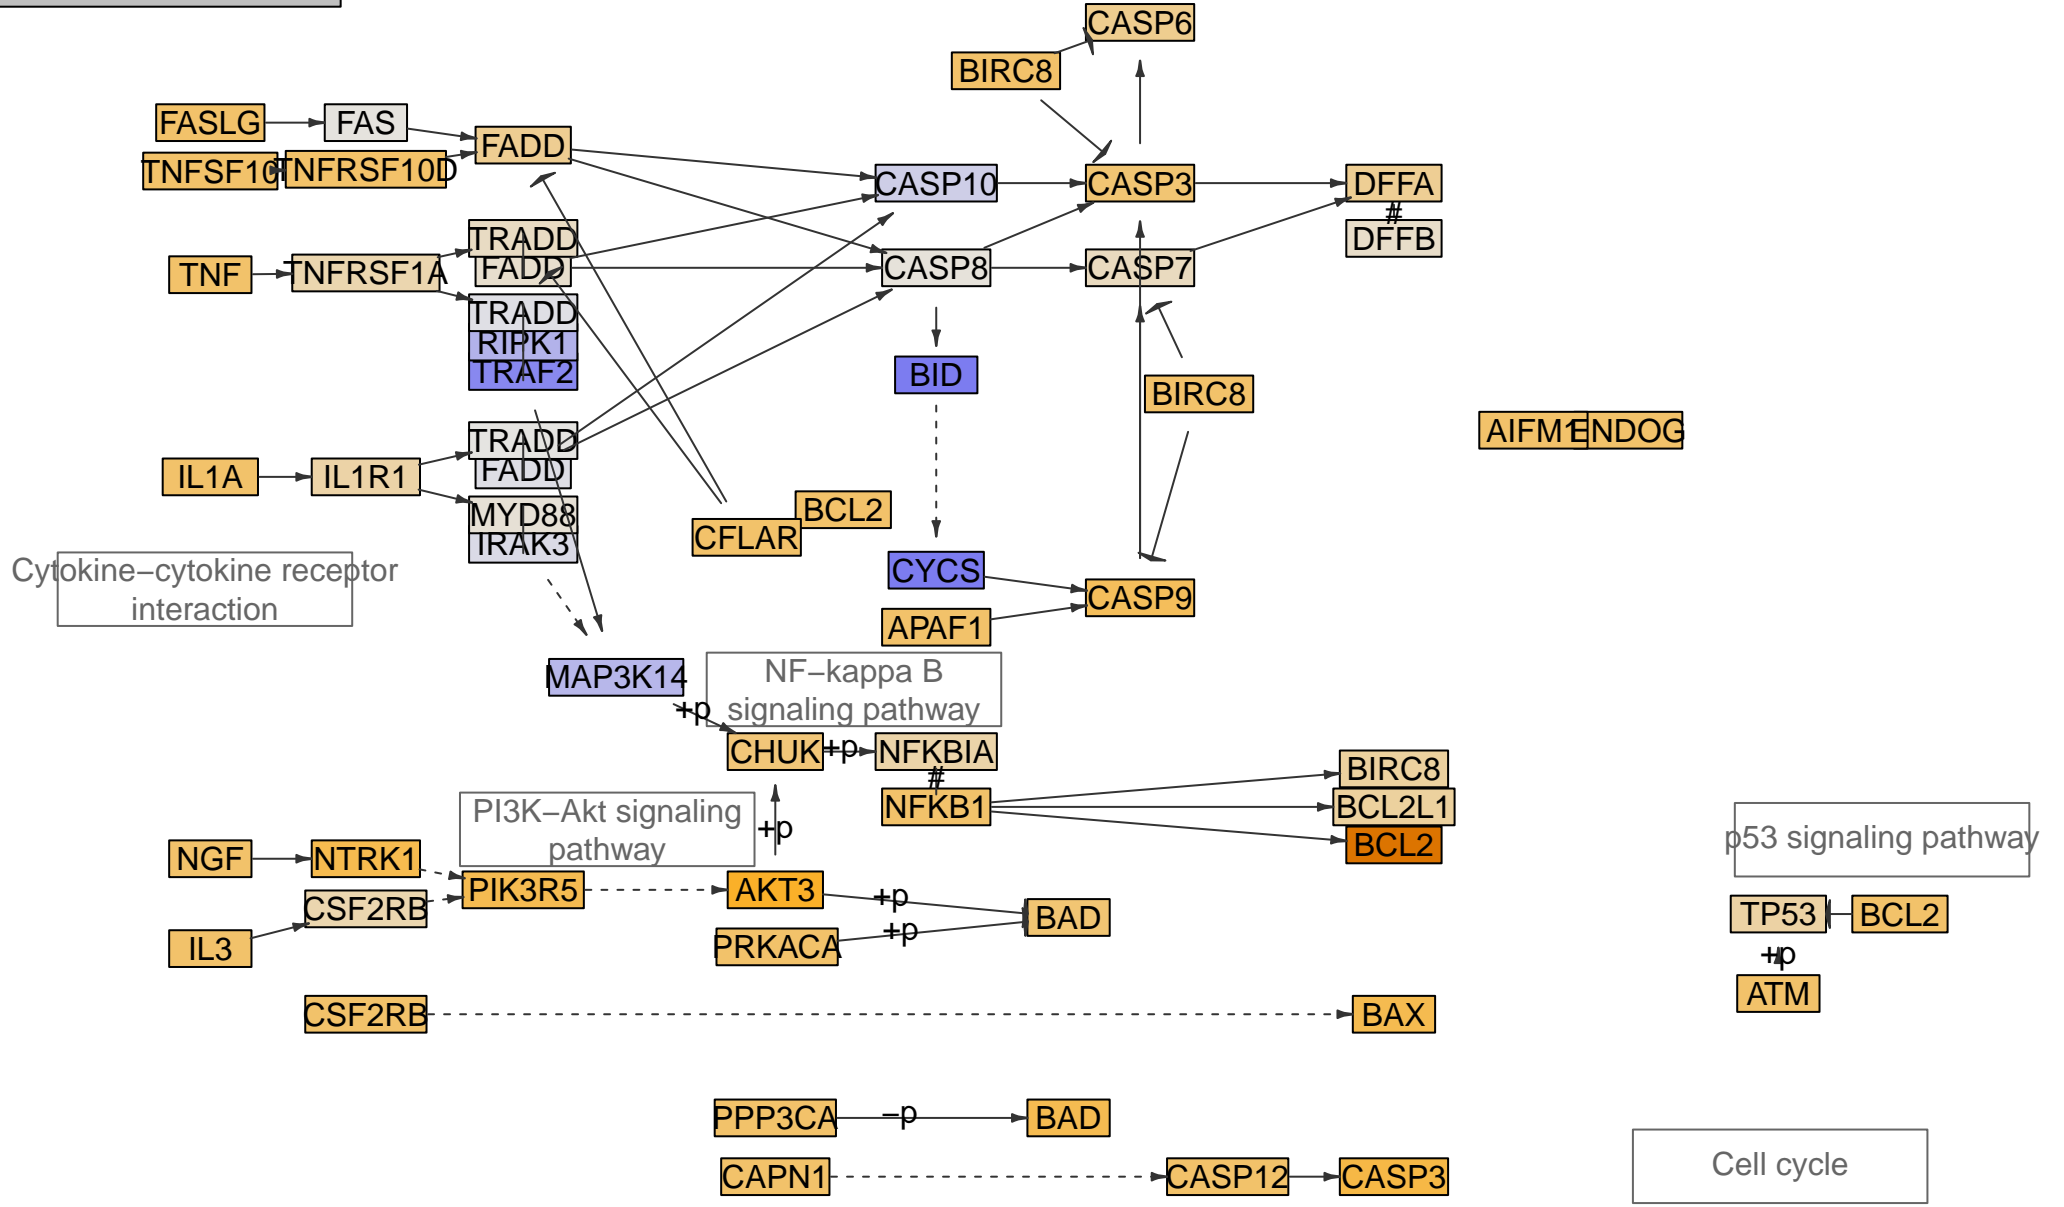 CASP6
BIRC8
FASLG
FAS
FADD
TNFSF10
TNFRSF10D
CASP10
CASP3
DFFA
#
DFFB
TRADD
FADD
TNF
TNFRSF1A
CASP8
CASP7
TRADD
RIPK1
TRAF2
BID
BIRC8
AIFM1
ENDOG
TRADD
FADD
IL1A
IL1R1
MYD88
IRAK3
BCL2
CFLAR
CYCS
CASP9
APAF1
Cytokine−cytokine receptor
interaction
MAP3K14
NF−kappa B
signaling pathway
+p
CHUK
+p
NFKBIA
#
NFKB1
BIRC8
BCL2L1
BCL2
PI3K−Akt signaling
pathway
+p
p53 signaling pathway
NGF
NTRK1
PIK3R5
AKT3
+p
CSF2RB
BAD
TP53
BCL2
IL3
PRKACA
+p
+p
ATM
CSF2RB
BAX
PPP3CA
−p
BAD
CAPN1
CASP12
CASP3
Cell cycle